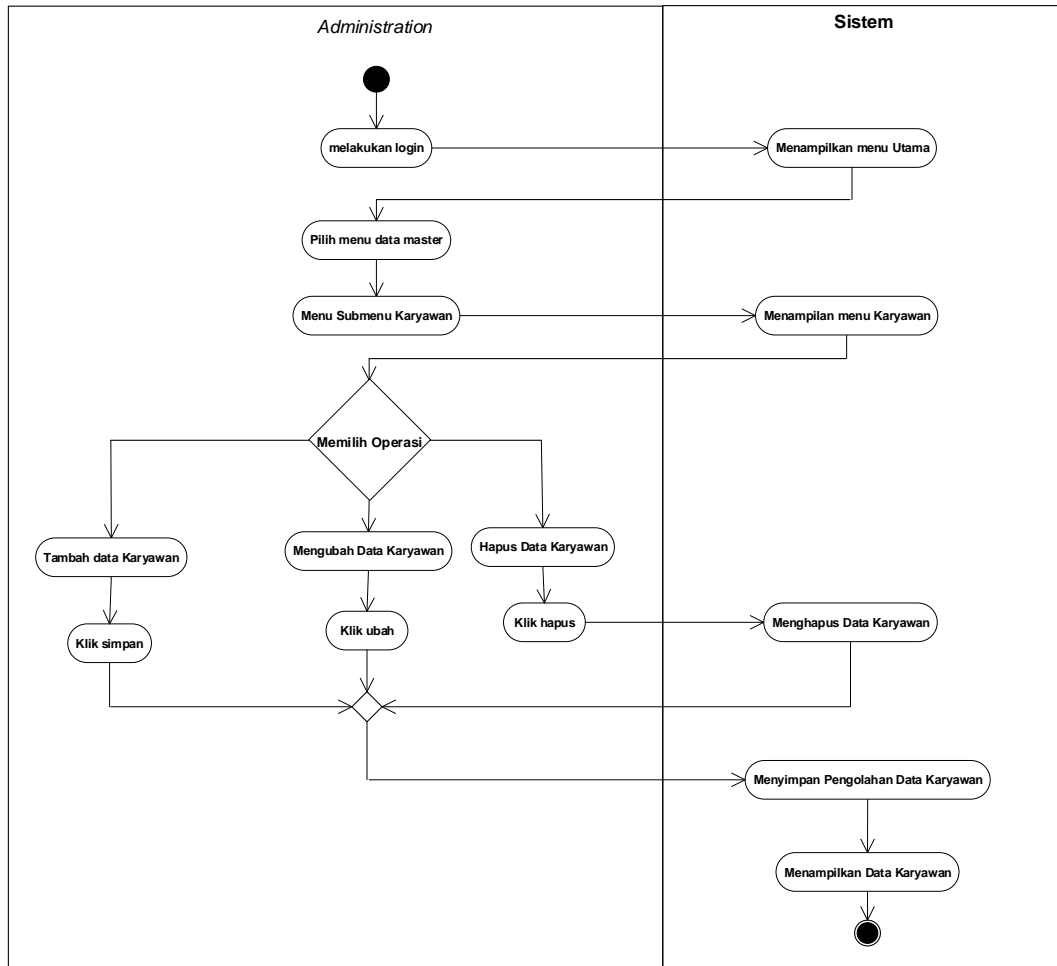 Administration
Sistem
melakukan login
Menampilkan menu Utama
Pilih menu data master
Menu Submenu Karyawan
Menampilan menu Karyawan
Memilih Operasi
Tambah data Karyawan
Mengubah Data Karyawan
Hapus Data Karyawan
Klik simpan
Klik ubah
Klik hapus
Menghapus Data Karyawan
Menyimpan Pengolahan Data Karyawan
Menampilkan Data Karyawan